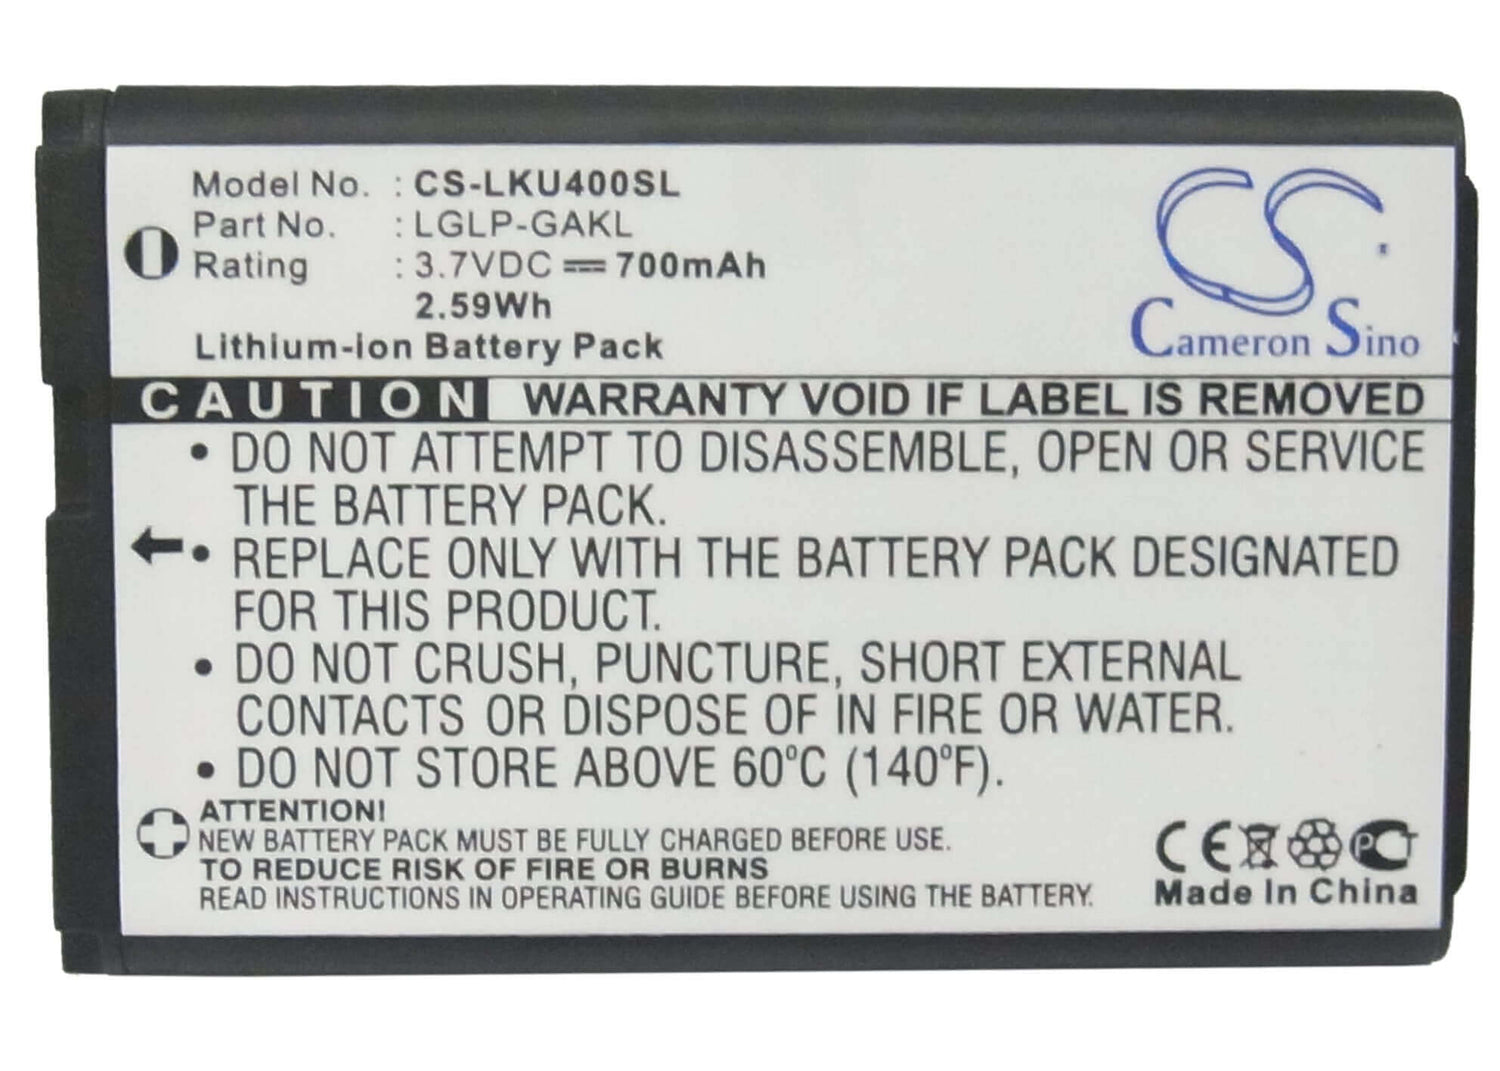 Model No. : CS-LKU400SL
Part No. : LGLP-GAKL
Rating : 3.7VDC 700mAh
2.59Wh
Lithium-ion Battery Pack
CS
Cameron Sino
CAUTION WARRANTY VOID IF LABEL IS REMOVED
• DO NOT ATTEMPT TO DISASSEMBLE, OPEN OR SERVICE
THE BATTERY PACK.
• REPLACE ONLY WITH THE BATTERY PACK DESIGNATED
FOR THIS PRODUCT.
• DO NOT CRUSH, PUNCTURE, SHORT EXTERNAL
CONTACTS OR DISPOSE OF IN FIRE OR WATER.
• DO NOT STORE ABOVE 60ºC (140ºF).
ATTENTION!
NEW BATTERY PACK MUST BE FULLY CHARGED BEFORE USE.
TO REDUCE RISK OF FIRE OR BURNS
READ INSTRUCTIONS IN OPERATING GUIDE BEFORE USING THE BATTERY.
CE PC
Made In China